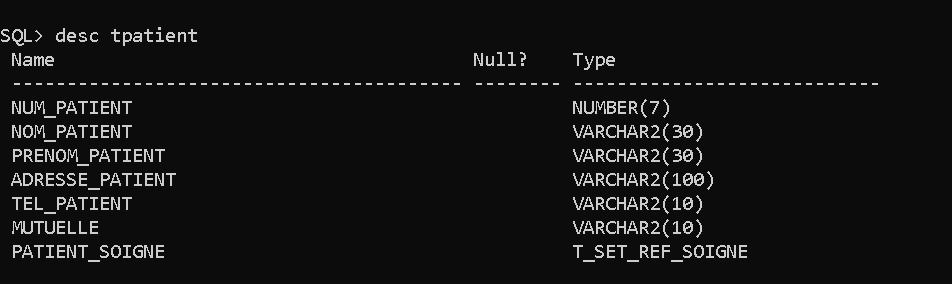 SQL> desc tpatient
Name Null? Type
----------------------------------------- -------- ----------------------------
NUM_PATIENT NUMBER(7)
NOM_PATIENT VARCHAR2(30)
PRENOM_PATIENT VARCHAR2(30)
ADRESSE_PATIENT VARCHAR2(100)
TEL_PATIENT VARCHAR2(10)
MUTUELLE VARCHAR2(10)
PATIENT_SOIGNE T_SET_REF_SOIGNE